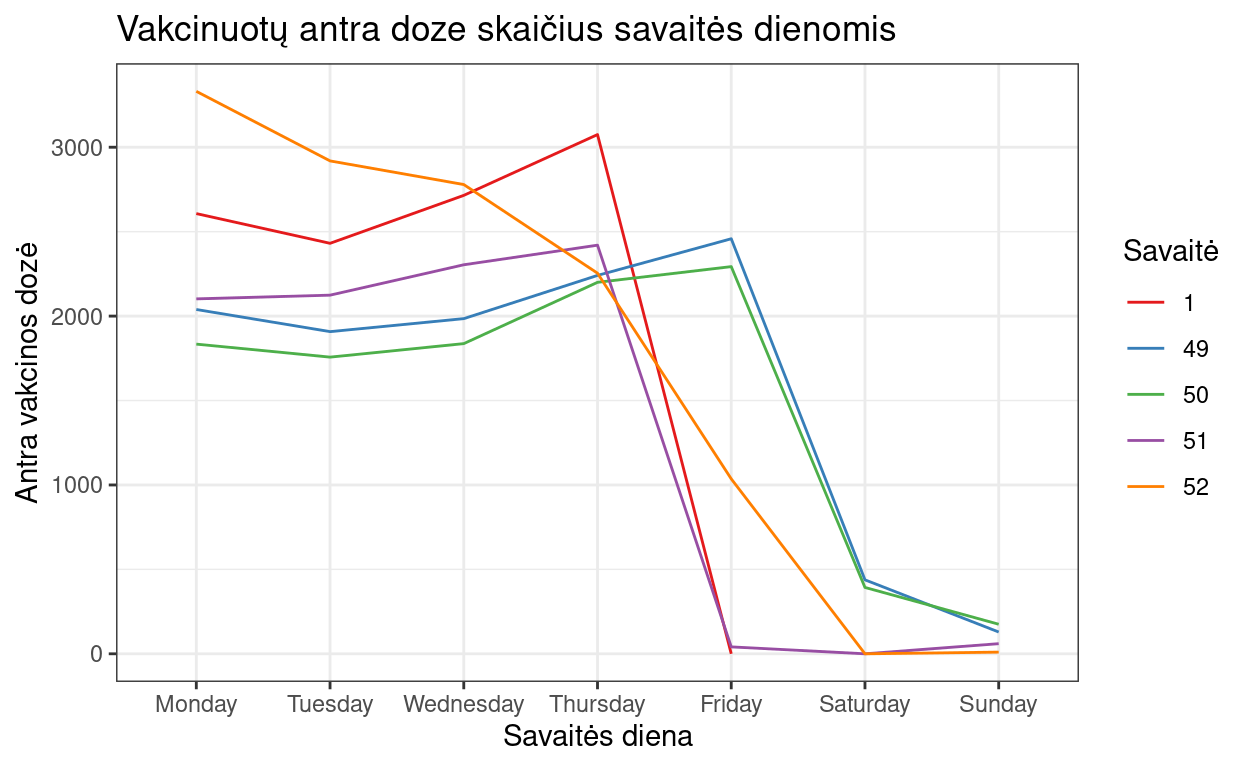 Vakcinuotų antra doze skaičius savaitės dienomis
Antra vakcinos dozė
3000
2000
1000
0
Monday Tuesday Wednesday Thursday Friday Saturday Sunday
Savaitės diena
Savaitė
1
49
50
51
52